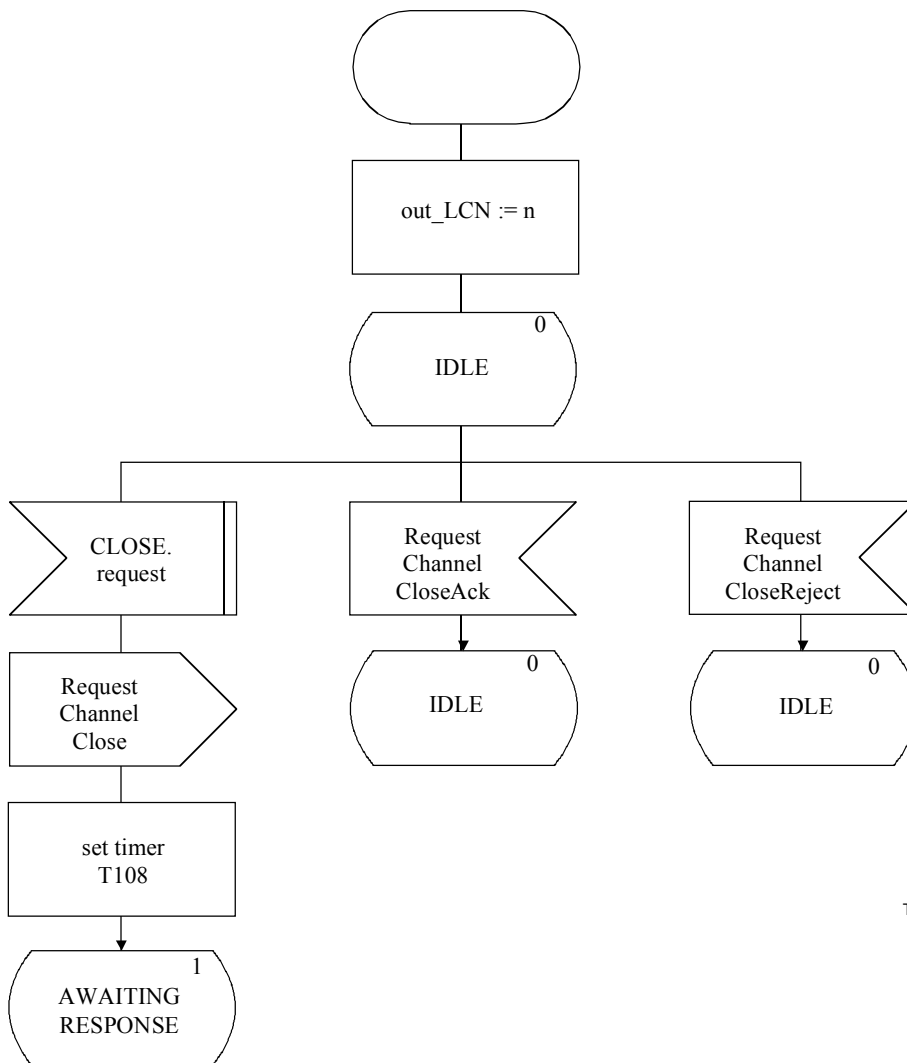 out_LCN := n
0
IDLE
CLOSE.
request
Request
Channel
CloseAck
Request
Channel
CloseReject
Request
Channel
Close
0
IDLE
0
IDLE
set timer
T108
1
AWAITING
RESPONSE
T